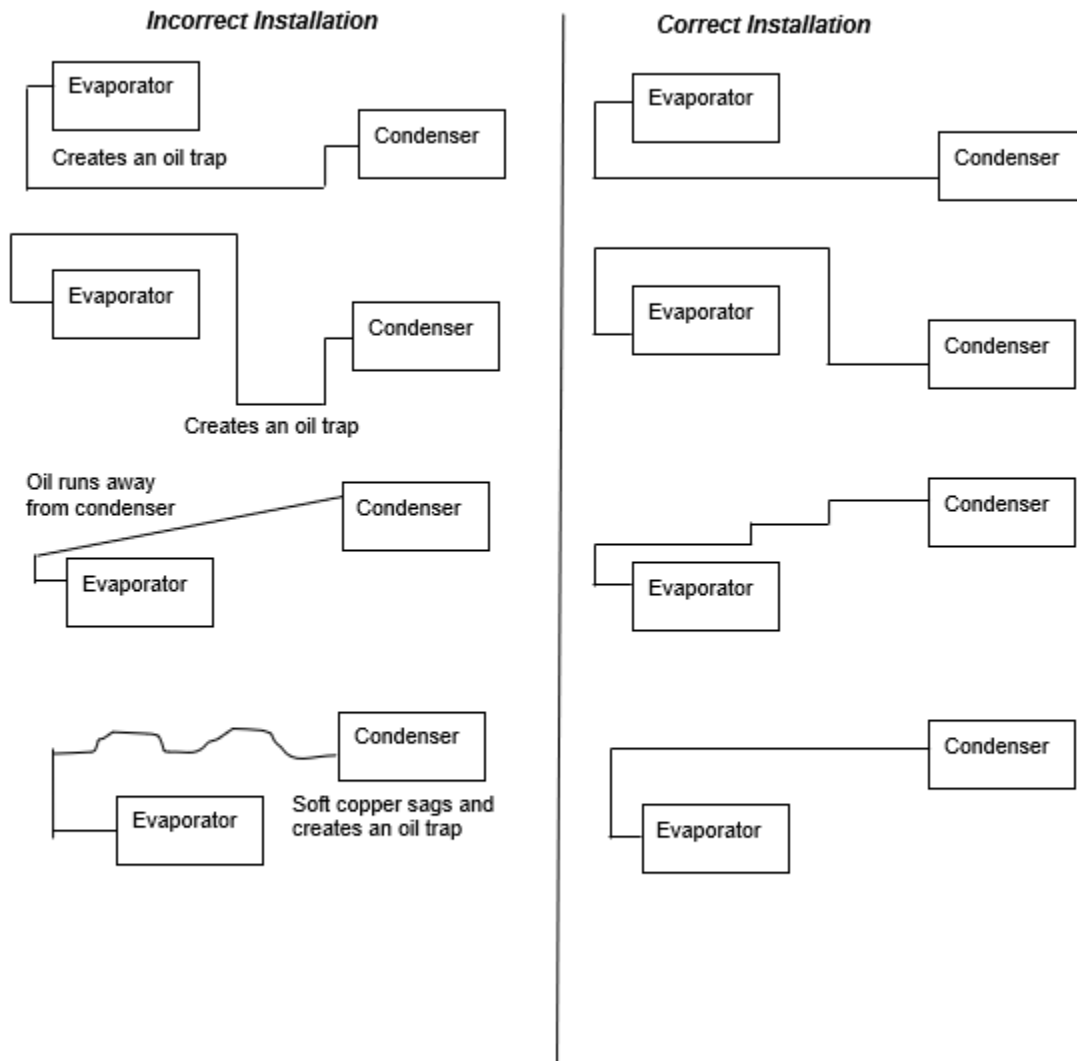 Incorrect Installation
Correct Installation
Evaporator
Condenser
Creates an oil trap
Evaporator
Condenser
Evaporator
Condenser
Creates an oil trap
Evaporator
Condenser
Oil runs away
from condenser
Condenser
Evaporator
Condenser
Evaporator
Condenser
Evaporator
Soft copper sags and
creates an oil trap
Condenser
Evaporator